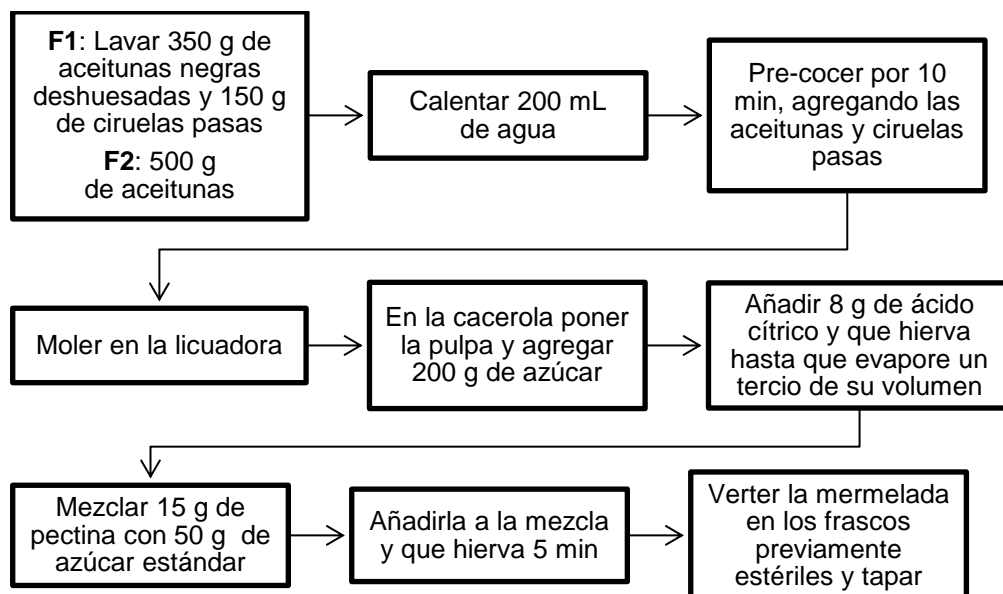 F1: Lavar 350 g de
aceitunas negras
deshuesadas y 150 g
de ciruelas pasas
F2: 500 g
de aceitunas
Calentar 200 mL
de agua
Pre-cocer por 10
min, agregando las
aceitunas y ciruelas
pasas
Moler en la licuadora
En la cacerola poner
la pulpa y agregar
200 g de azúcar
Añadir 8 g de ácido
cítrico y que hierva
hasta que evapore un
tercio de su volumen
Mezclar 15 g de
pectina con 50 g de
azúcar estándar
Añadirla a la mezcla
y que hierva 5 min
Verter la mermelada
en los frascos
previamente
estériles y tapar